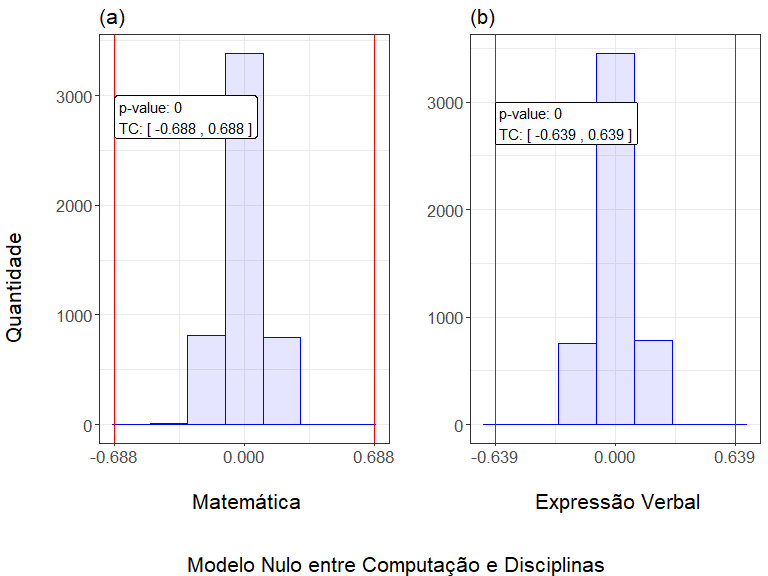 (a)
(b)
Quantidade
3000
2000
1000
0
p-value: 0
TC: [ -0.688 , 0.688 ]
-0.688
0.000
0.688
Matemática
3000
2000
1000
0
p-value: 0
TC: [ -0.639 , 0.639 ]
-0.639
0.000
0.639
Expressão Verbal
Modelo Nulo entre Computação e Disciplinas